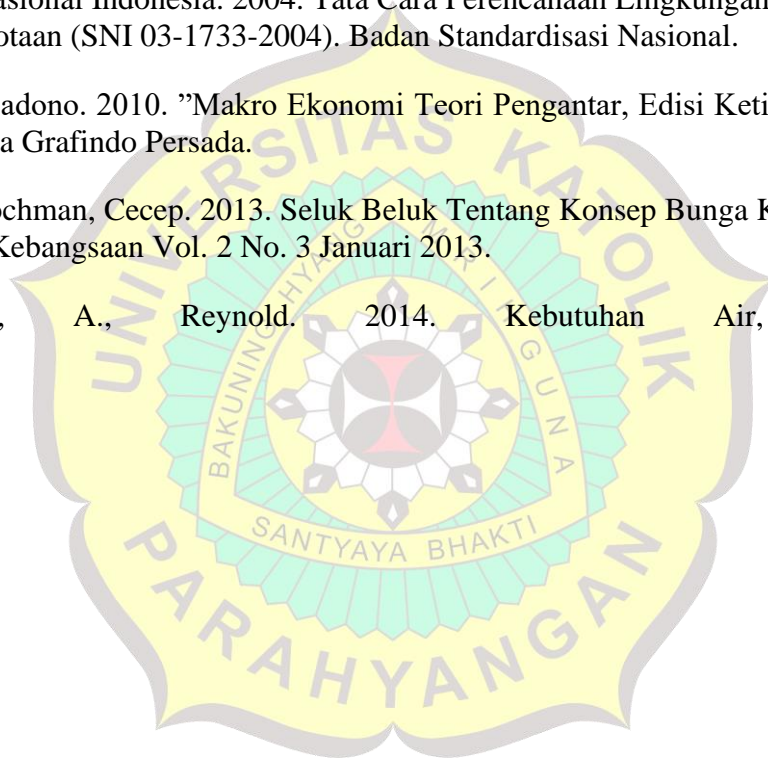 asional Indonesia. 2004. Tata Cara Perencanaan Lingkungan
otaan (SNI 03-1733-2004). Badan Standardisasi Nasional.
adono. 2010. ”Makro Ekonomi Teori Pengantar, Edisi Keti
a Grafindo Persada.
ochman, Cecep. 2013. Seluk Beluk Tentang Konsep Bunga K
Kebangsaan Vol. 2 No. 3 Januari 2013.
, A., Reynold. 2014. Kebutuhan Air,
UNIVERSITAS KATOLIK
BAKUNING HYANG MRIH GUNA
SANTYAYA BHAKTI
PARAHYANGAN